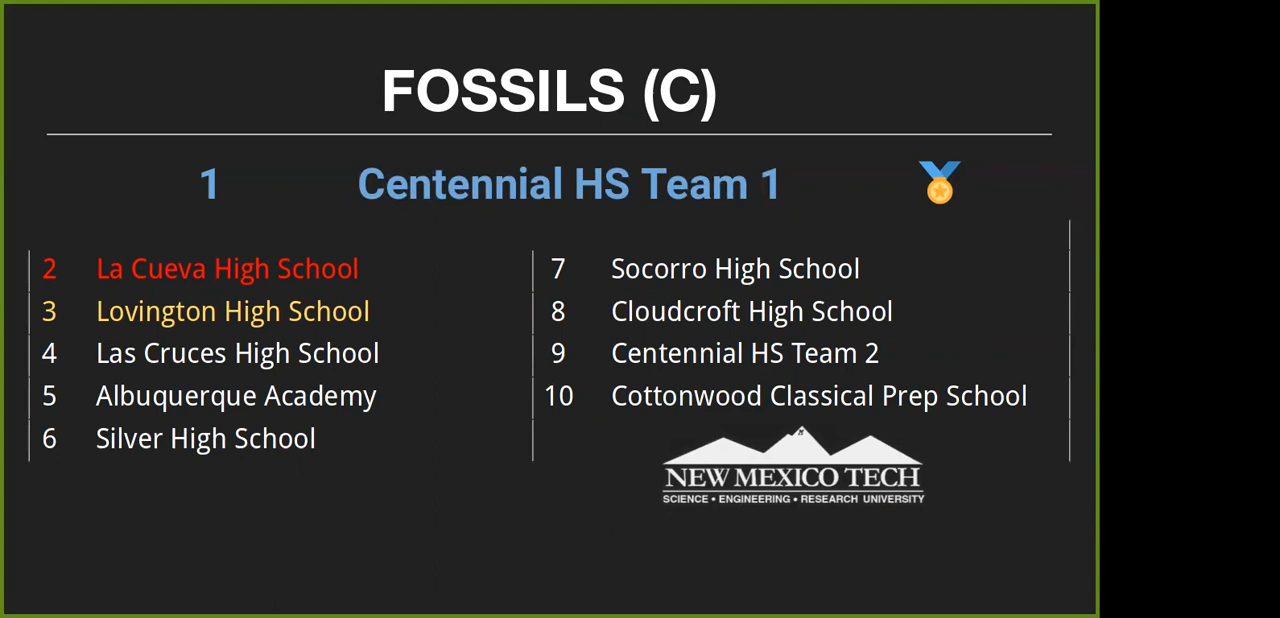 FOSSILS (C)
1 Centennial HS Team 1
2 La Cueva High School
3 Lovington High School
4 Las Cruces High School
5 Albuquerque Academy
6 Silver High School
7 Socorro High School
8 Cloudcroft High School
9 Centennial HS Team 2
10 Cottonwood Classical Prep School
NEW MEXICO TECH
SCIENCE • ENGINEERING • RESEARCH UNIVERSITY